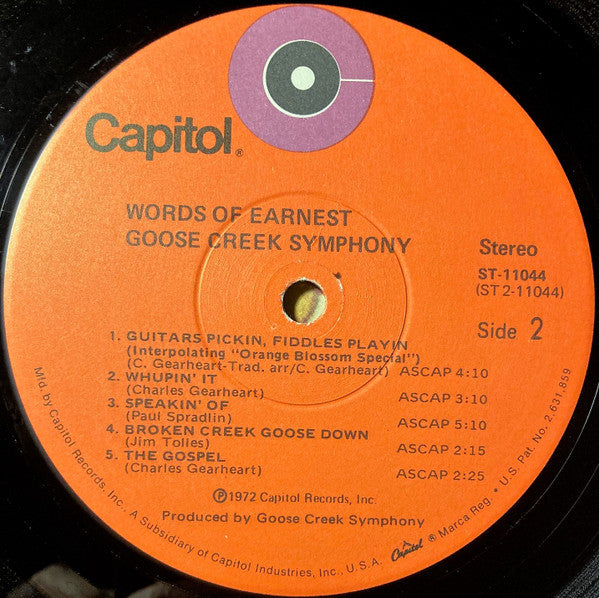 Capitol®
WORDS OF EARNEST
GOOSE CREEK SYMPHONY
Stereo
ST-11044
(ST 2-11044)
Side 2
1. GUITARS PICKIN, FIDDLES PLAYIN
(Interpolating "Orange Blossom Special")
(C. Gearheart-Trad. arr/C. Gearheart) ASCAP 4:10
2. WHUPIN' IT
(Charles Gearheart) ASCAP 3:10
3. SPEAKIN' OF
(Paul Spradlin) ASCAP 5:10
4. BROKEN CREEK GOOSE DOWN
(Jim Tolles) ASCAP 2:15
5. THE GOSPEL
(Charles Gearheart) ASCAP 2:25
Ⓟ1972 Capitol Records, Inc.
Produced by Goose Creek Symphony
Mfd. by Capitol Records, Inc., A Subsidiary of Capitol Industries, Inc., U.S.A. Capitol® Marca Reg. • U.S. Pat. No. 2,631,859